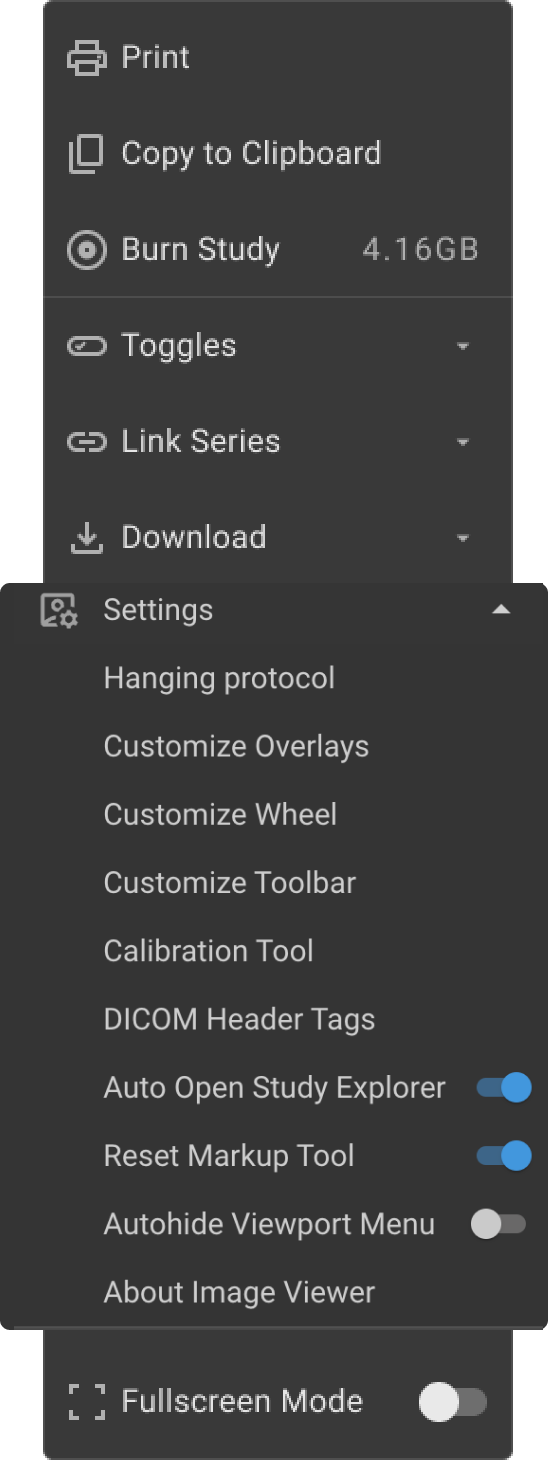 Print
Copy to Clipboard
Burn Study 4.16GB
Toggles
Link Series
Download
Settings
Hanging protocol
Customize Overlays
Customize Wheel
Customize Toolbar
Calibration Tool
DICOM Header Tags
Auto Open Study Explorer
Reset Markup Tool
Autohide Viewport Menu
About Image Viewer
Fullscreen Mode